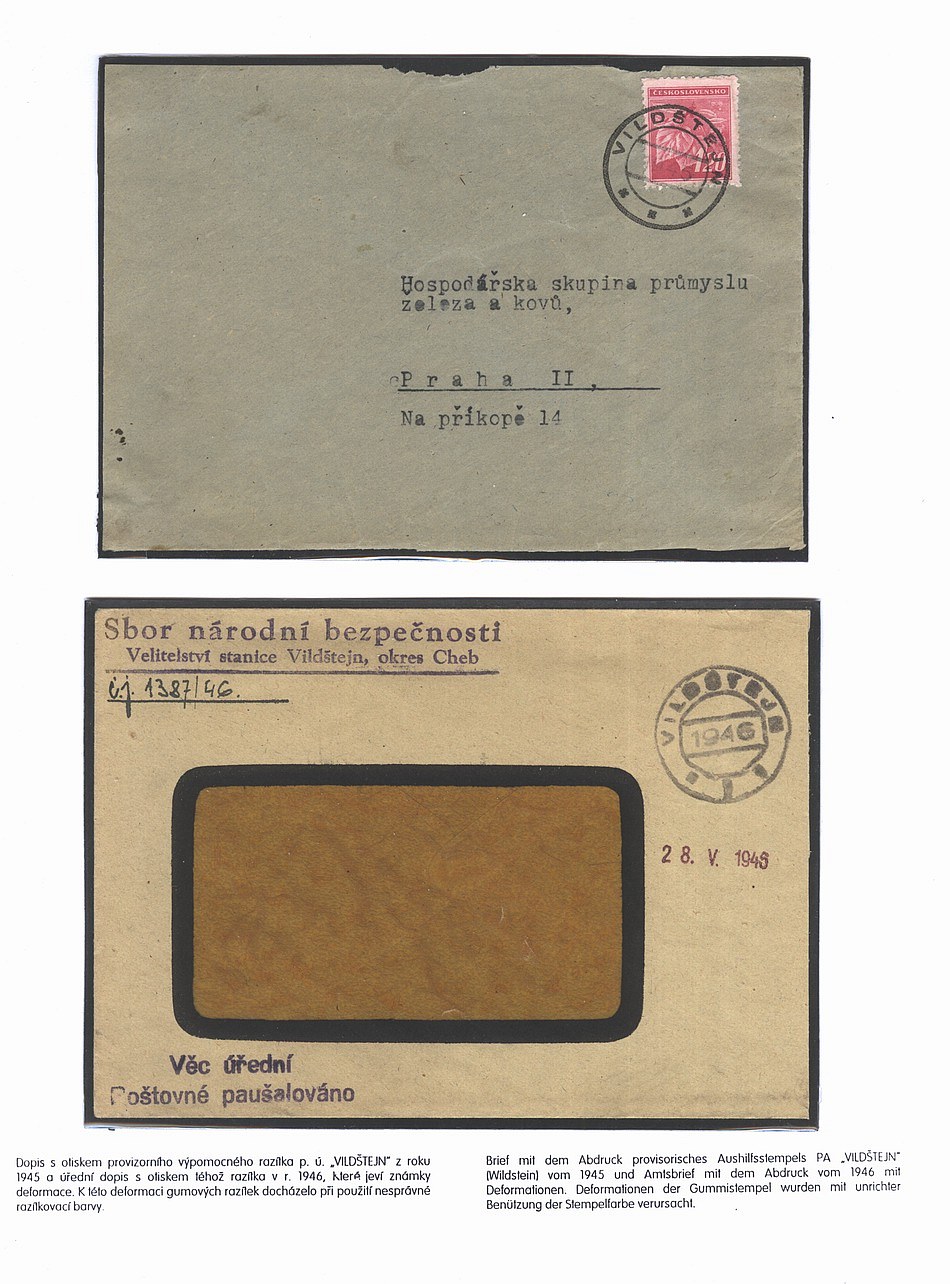 ČESKOSLOVENSKO
1.20
VILDŠTEJN
Hospodářska skupina průmyslu
zeleza a kovů,
Praha II,
Na příkopě 14
Sbor národní bezpečnosti
Velitelství stanice Vildštejn, okres Cheb
čj. 1387/46.
VILDŠTEJN
1946
28. V. 1946
Věc úřední
Poštovné paušalováno
Dopis s otiskem provizorního výpomocného razítka p. ú. „VILDŠTEJN" z roku
1945 a úřední dopis s otiskem téhož razítka v r. 1946, které jeví známky
deformace. K této deformaci gumových razítek docházelo při použití nesprávné
razítkovací barvy.
Brief mit dem Abdruck provisorisches Aushilfsstempels PA „VILDŠTEJN"
(Wildstein) vom 1945 und Amtsbrief mit dem Abdruck vom 1946 mit
Deformationen. Deformationen der Gummistempel wurden mit unrichter
Benützung der Stempelfarbe verursacht.